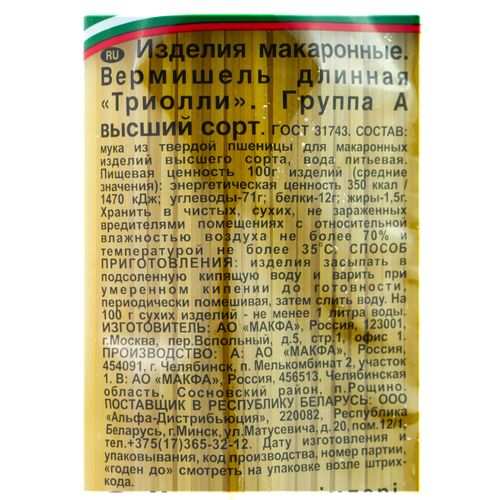 RU Изделия макаронные.
Вермишель длинная
«Триолли». Группа А
высший сорт. ГОСТ 31743. СОСТАВ:
мука из твердой пшеницы для макаронных
изделий высшего сорта, вода питьевая.
Пищевая ценность 100г изделий (средние
значения): энергетическая ценность 350 ккал /
1470 кДж; углеводы-71г; белки-12г; жиры-1,5г.
Хранить в чистых, сухих, не зараженных
вредителями помещениях с относительной
влажностью воздуха не более 70% и
температурой не более 35°С. СПОСОБ
ПРИГОТОВЛЕНИЯ: изделия засыпать в
подсоленную кипящую воду и варить при
умеренном кипении до готовности,
периодически помешивая, затем слить воду. На
100 г сухих изделий - не менее 1 литра воды.
ИЗГОТОВИТЕЛЬ: АО «МАКФА», Россия, 123001,
г.Москва, пер.Вспольный, д.5, стр.1, офис 1.
ПРОИЗВОДСТВО: А: АО «МАКФА», Россия,
454091, г. Челябинск, п. Мелькомбинат 2, участок
1. В: АО «МАКФА», Россия, 456513, Челябинская
область, Сосновский район, п. Рощино.
ПОСТАВЩИК В РЕСПУБЛИКУ БЕЛАРУСЬ: ООО
«Альфа-Дистрибьюция», 220082, Республика
Беларусь, г.Минск, ул.Матусевича, д.20, пом.12/1,
тел.+375(17)365-32-12. Дату изготовления и
упаковывания, код производства, номер партии,
«годен до» смотреть на упаковке возле штрих-
кода.